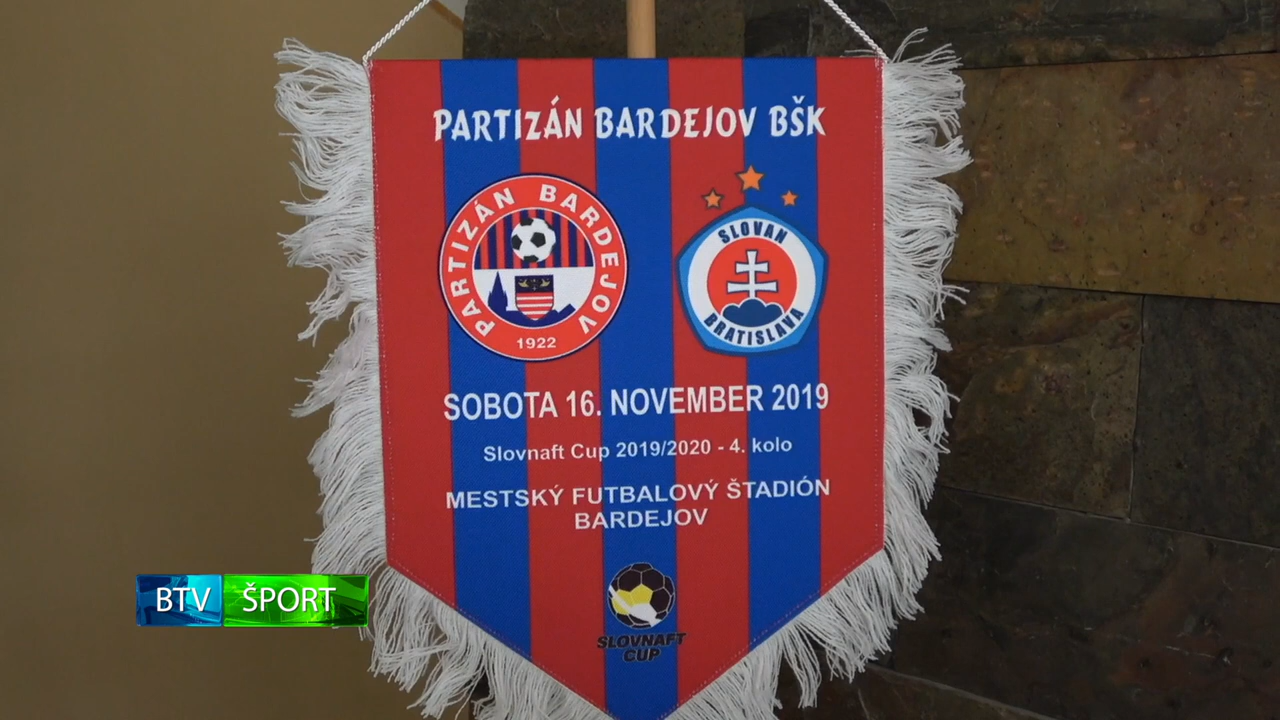 PARTIZÁN BARDEJOV BŠK
PARTIZÁN BARDEJOV
1922
SLOVAN
BRATISLAVA
SOBOTA 16. NOVEMBER 2019
Slovnaft Cup 2019/2020 - 4. kolo
MESTSKÝ FUTBALOVÝ ŠTADIÓN
BARDEJOV
SLOVNAFT
CUP
BTV ŠPORT